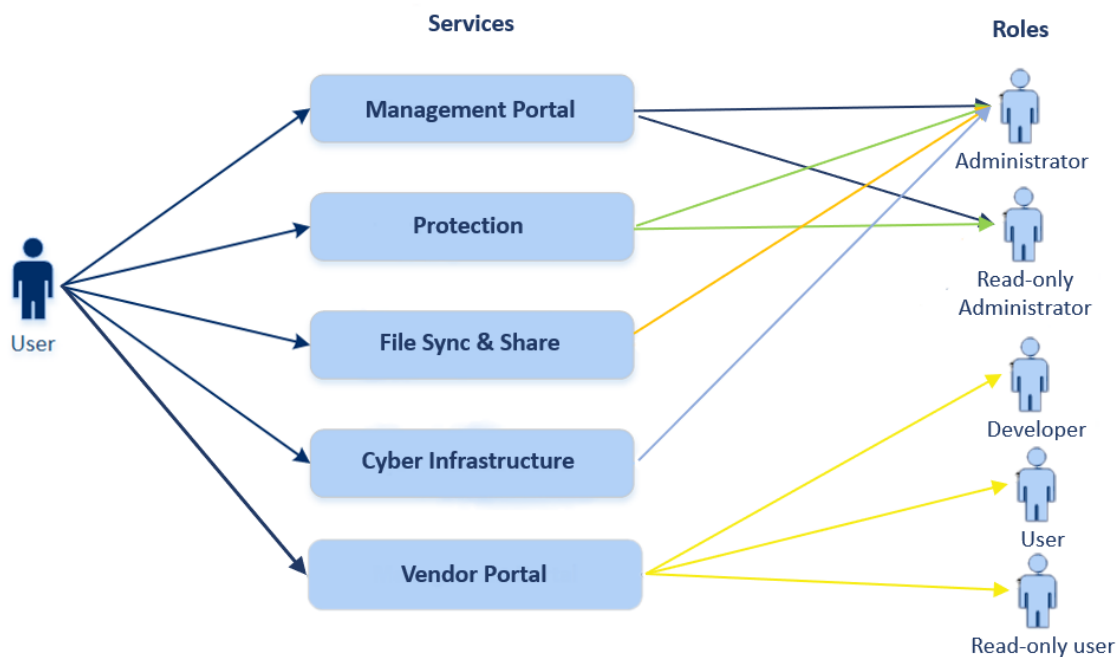 Services
Roles
Management Portal
Administrator
Protection
Read-only
Administrator
User
File Sync & Share
Developer
Cyber Infrastructure
User
Vendor Portal
Read-only user